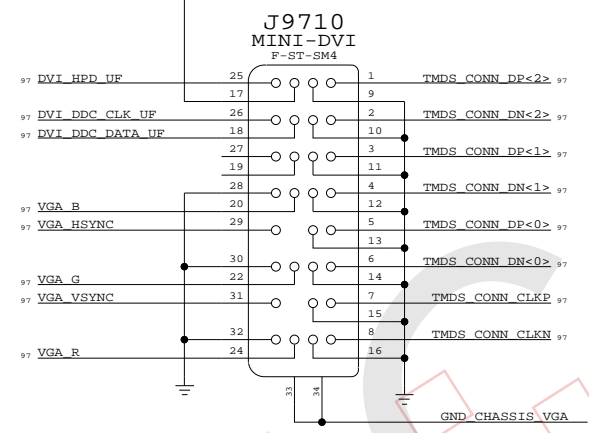 J9710
MINI-DVI
F-ST-SM4
97 DVI_HPD_UF 25 1 TMDS_CONN_DP<2> 97
17 9
97 DVI_DDC_CLK_UF 26 2 TMDS_CONN_DN<2> 97
97 DVI_DDC_DATA_UF 18 10
27 3 TMDS_CONN_DP<1> 97
19 11
28 4 TMDS_CONN_DN<1> 97
97 VGA_B 20 12
97 VGA_HSYNC 29 5 TMDS_CONN_DP<0> 97
13
30 6 TMDS_CONN_DN<0> 97
97 VGA_G 22 14
97 VGA_VSYNC 31 7 TMDS_CONN_CLKP 97
15
32 8 TMDS_CONN_CLKN 97
97 VGA_R 24 16
33 34
GND_CHASSIS_VGA